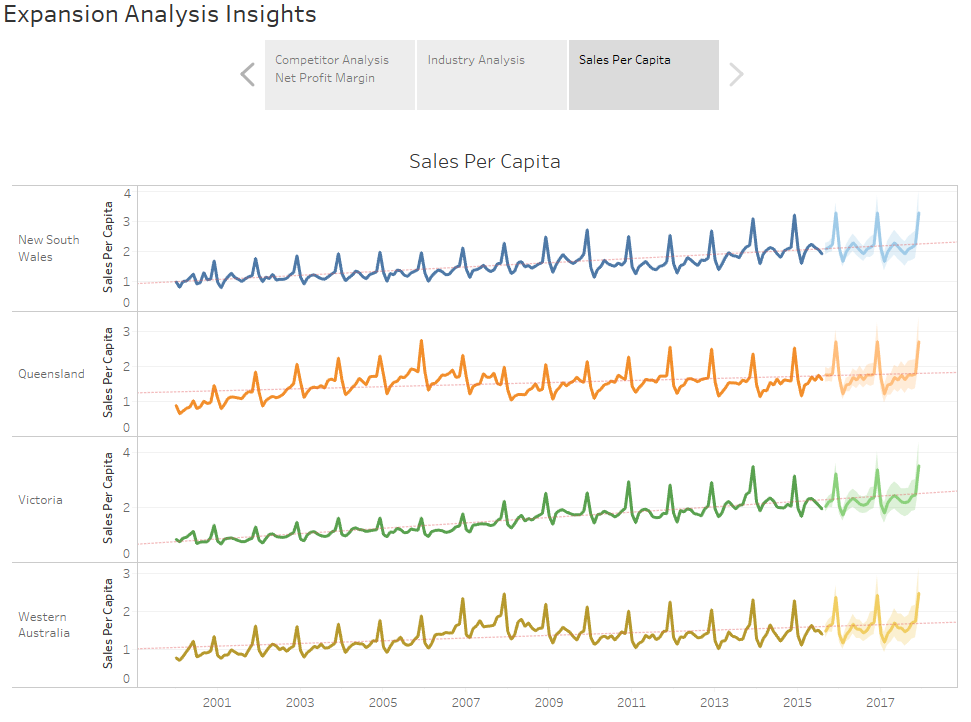 Expansion Analysis Insights
Competitor Analysis
Net Profit Margin
Industry Analysis
Sales Per Capita
Sales Per Capita
New South
Wales
Sales Per Capita
4
3
2
1
0
Queensland
Sales Per Capita
3
2
1
0
Victoria
Sales Per Capita
4
2
0
Western
Australia
Sales Per Capita
3
2
1
0
2001 2003 2005 2007 2009 2011 2013 2015 2017